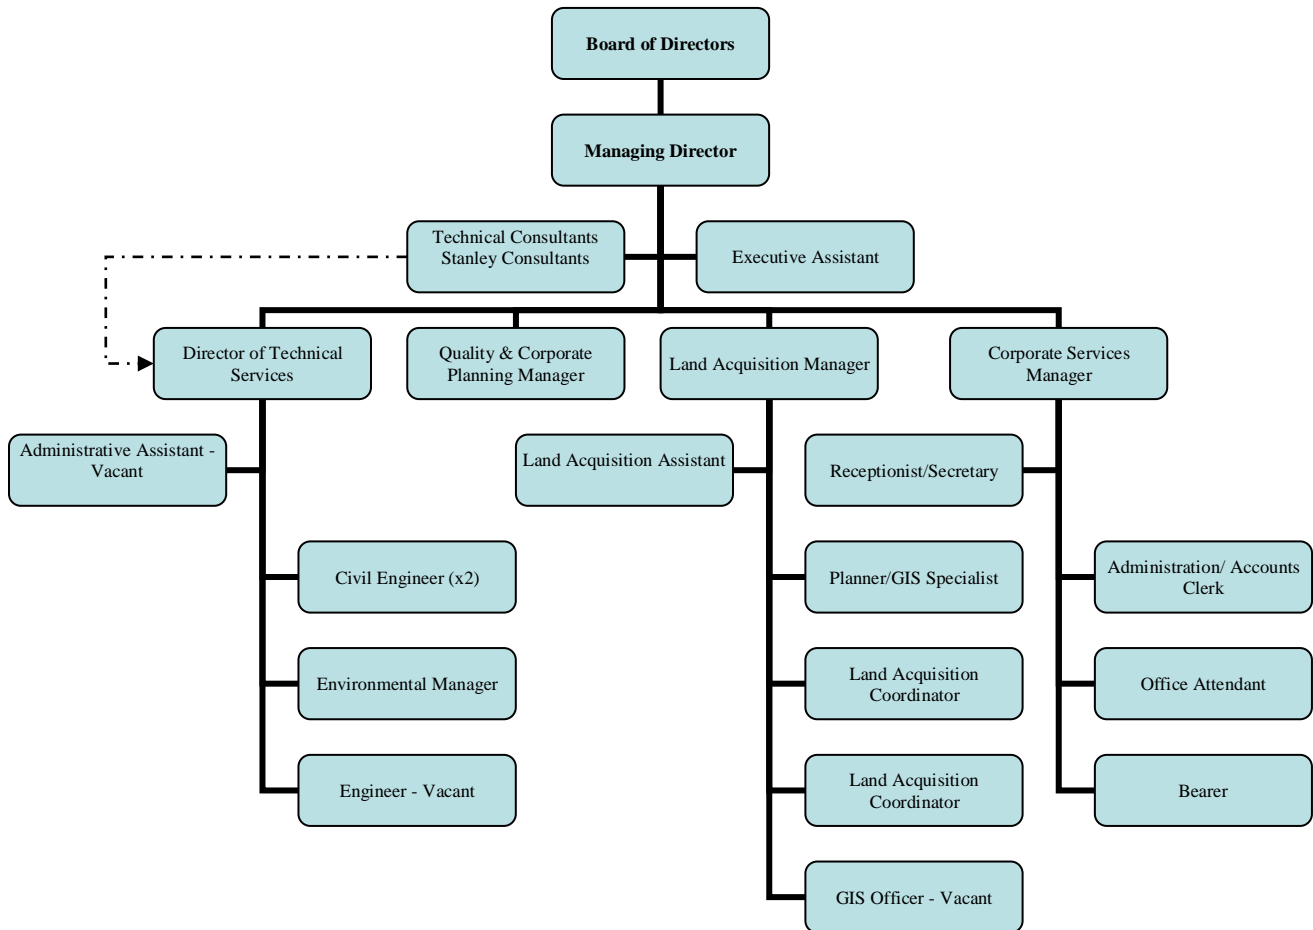 Board of Directors
Managing Director
Technical Consultants
Stanley Consultants
Executive Assistant
Director of Technical
Services
Quality & Corporate
Planning Manager
Land Acquisition Manager
Corporate Services
Manager
Administrative Assistant -
Vacant
Land Acquisition Assistant
Receptionist/Secretary
Civil Engineer (x2)
Planner/GIS Specialist
Administration/ Accounts
Clerk
Environmental Manager
Land Acquisition
Coordinator
Office Attendant
Engineer - Vacant
Land Acquisition
Coordinator
Bearer
GIS Officer - Vacant